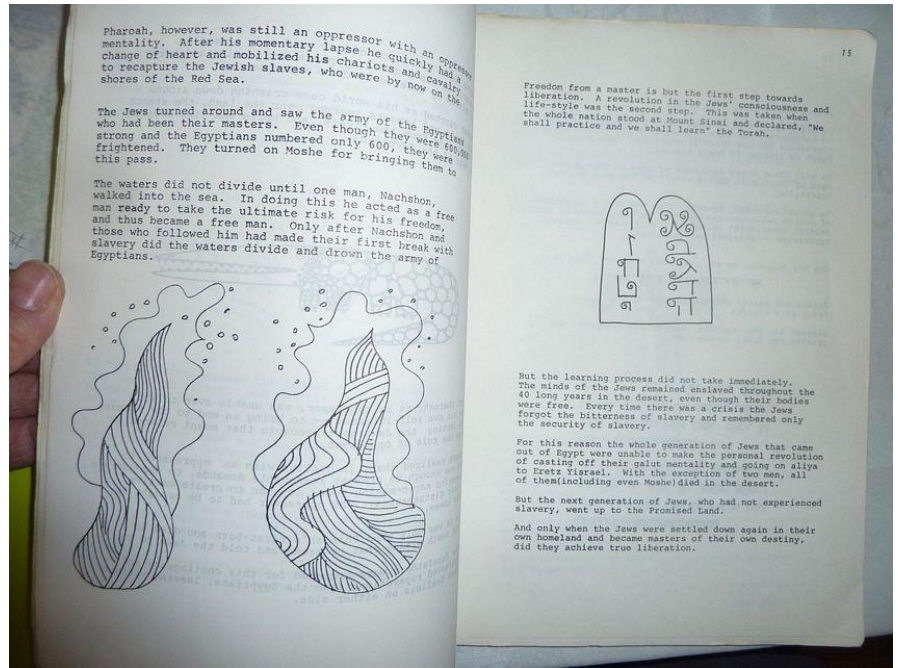 Pharoah, however, was still an oppressor with an oppressor
mentality. After his momentary lapse he quickly had a
change of heart and mobilized his chariots and cavalry
to recapture the Jewish slaves, who were by now on the
shores of the Red Sea.
The Jews turned around and saw the army of the Egyptians
who had been their masters. Even though they were 600,000
strong and the Egyptians numbered only 600, they were
frightened. They turned on Moshe for bringing them to
this pass.
The waters did not divide until one man, Nachshon,
walked into the sea. In doing this he acted as a free
man ready to take the ultimate risk for his freedom,
and thus became a free man. Only after Nachshon and
those who followed him had made their first break with
slavery did the waters divide and drown the army of
Egyptians.
15
Freedom from a master is but the first step towards
liberation. A revolution in the Jews' consciousness and
life-style was the second step. This was taken when
the whole nation stood at Mount Sinai and declared, "We
shall practice and we shall learn" the Torah.
But the learning process did not take immediately.
The minds of the Jews remained enslaved throughout the
40 long years in the desert, even though their bodies
were free. Every time there was a crisis the Jews
forgot the bitterness of slavery and remembered only
the security of slavery.
For this reason the whole generation of Jews that came
out of Egypt were unable to make the personal revolution
of casting off their galut mentality and going on aliya
to Eretz Yisrael. With the exception of two men, all
of them(including even Moshe)died in the desert.
But the next generation of Jews, who had not experienced
slavery, went up to the Promised Land.
And only when the Jews were settled down again in their
own homeland and became masters of their own destiny,
did they achieve true liberation.